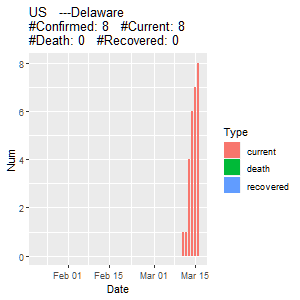 US   ---Delaware
#Confirmed: 8   #Current: 8
#Death: 0   #Recovered: 0
Num
8
6
4
2
0
Feb 01
Feb 15
Mar 01
Mar 15
Date
Type
current
death
recovered